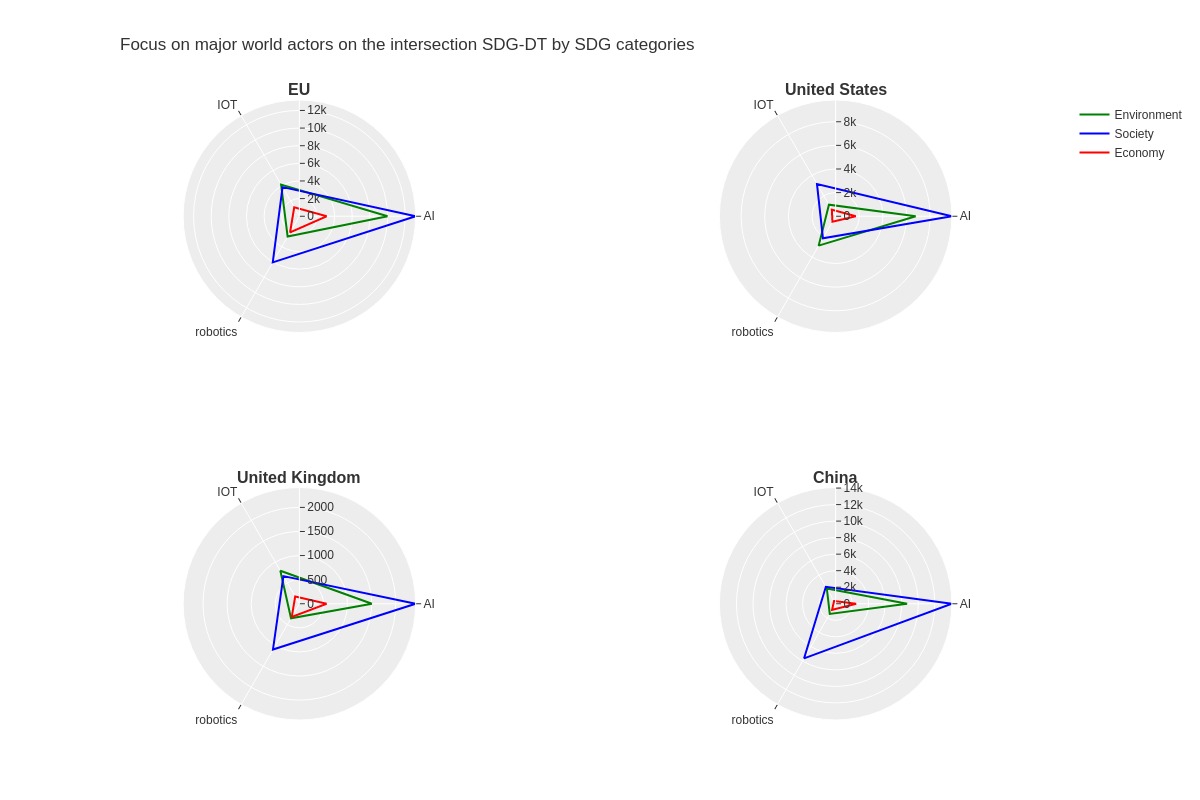 Focus on major world actors on the intersection SDG-DT by SDG categories
EU
IOT
12k
10k
8k
6k
4k
2k
0
AI
robotics
United States
IOT
8k
6k
4k
2k
0
AI
robotics
Environment
Society
Economy
United Kingdom
IOT
2000
1500
1000
500
0
AI
robotics
China
IOT
14k
12k
10k
8k
6k
4k
2k
0
AI
robotics